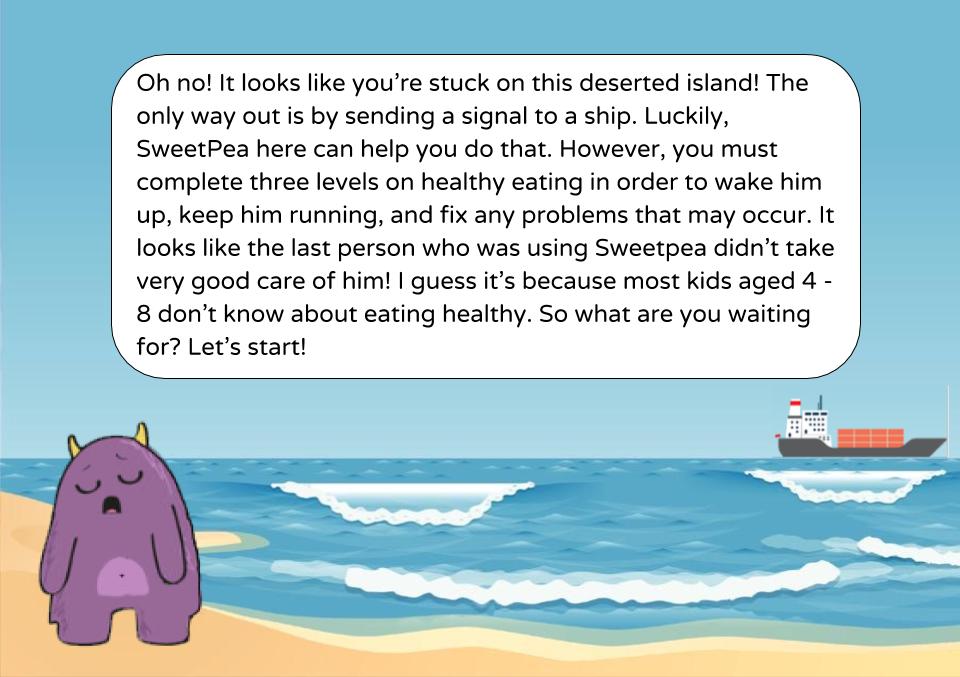 Oh no! It looks like you’re stuck on this deserted island! The
only way out is by sending a signal to a ship. Luckily,
SweetPea here can help you do that. However, you must
complete three levels on healthy eating in order to wake him
up, keep him running, and fix any problems that may occur. It
looks like the last person who was using Sweetpea didn’t take
very good care of him! I guess it’s because most kids aged 4 -
8 don’t know about eating healthy. So what are you waiting
for? Let’s start!